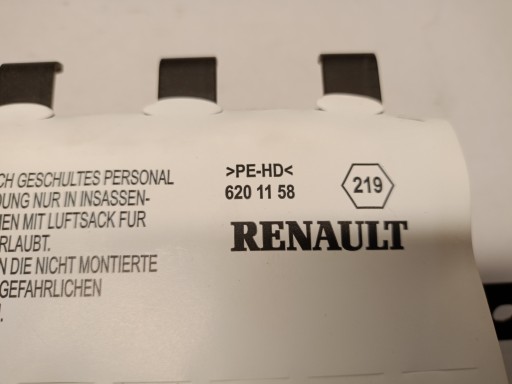 CH GESCHULTES PERSONAL
DUNG NUR IN INSASSEN-
EN MIT LUFTSACK FUR
RLAUBT.
N DIE NICHT MONTIERTE
GEFAHRLICHEN
.
>PE-HD<
620 11 58
219
RENAULT